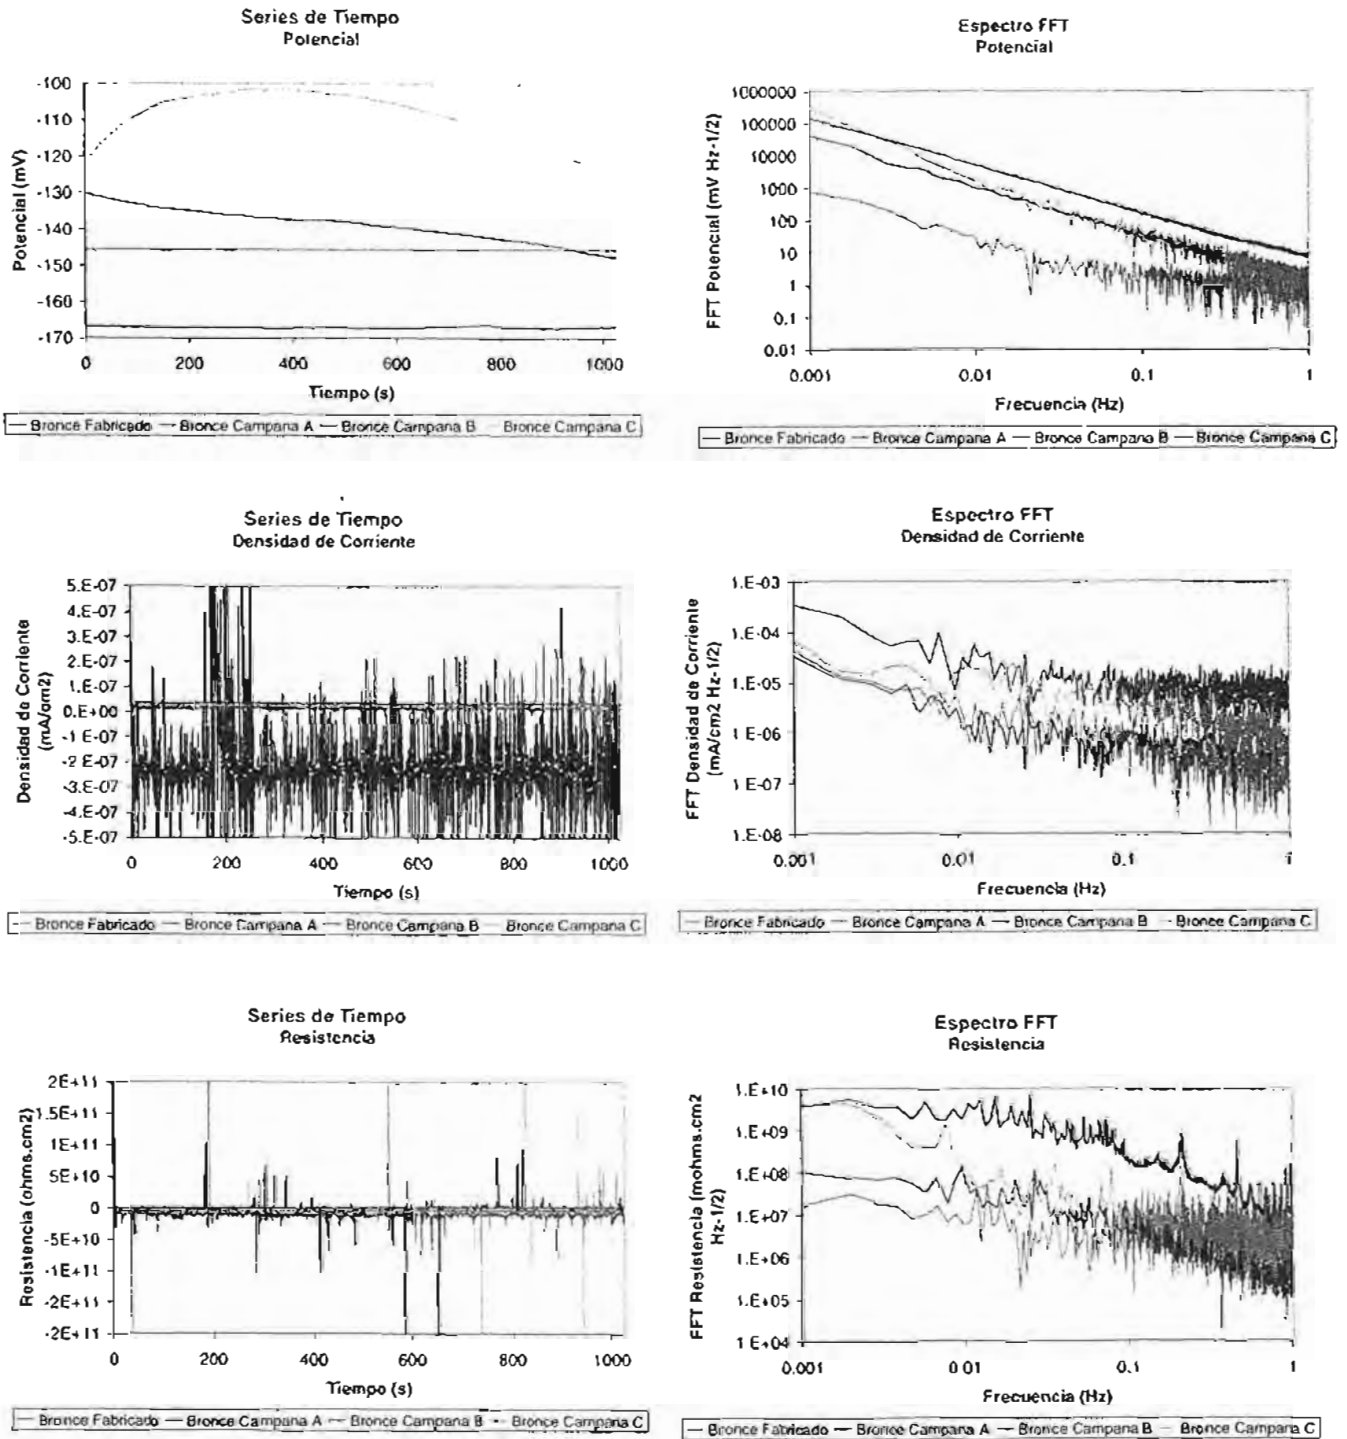 Series de Tiempo
Potencial
-100
-110
-120
-130
-140
-150
-160
-170
0 200 400 600 800 1000
Potencial (mV)
Tiempo (s)
Bronce Fabricado Bronce Campana A Bronce Campana B Bronce Campana C
Espectro FFT
Potencial
1000000
100000
10000
1000
100
10
1
0.1
0.01
0.001 0.01 0.1 1
FFT Potencial (mV Hz-1/2)
Frecuencia (Hz)
Bronce Fabricado Bronce Campana A Bronce Campana B Bronce Campana C
Series de Tiempo
Densidad de Corriente
5.E-07
4.E-07
3.E-07
2.E-07
1.E-07
0.E+00
-1.E-07
-2.E-07
-3.E-07
-4.E-07
-5.E-07
0 200 400 600 800 1000
Densidad de Corriente
(mA/cm2)
Tiempo (s)
Bronce Fabricado Bronce Campana A Bronce Campana B Bronce Campana C
Espectro FFT
Densidad de Corriente
1.E-03
1.E-04
1.E-05
1.E-06
1.E-07
1.E-08
0.001 0.01 0.1 1
FFT Densidad de Corriente
(mA/cm2 Hz-1/2)
Frecuencia (Hz)
Bronce Fabricado Bronce Campana A Bronce Campana B Bronce Campana C
Series de Tiempo
Resistencia
2E+11
1.5E+11
1E+11
5E+10
0
-5E+10
-1E+11
-2E+11
-2E+11
0 200 400 600 800 1000
Resistencia (ohms.cm2)
Tiempo (s)
Bronce Fabricado Bronce Campana A Bronce Campana B Bronce Campana C
Espectro FFT
Resistencia
1.E+10
1.E+09
1.E+08
1.E+07
1.E+06
1.E+05
1.E+04
0.001 0.01 0.1 1
FFT Resistencia (mohms.cm2
Hz-1/2)
Frecuencia (Hz)
Bronce Fabricado Bronce Campana A Bronce Campana B Bronce Campana C